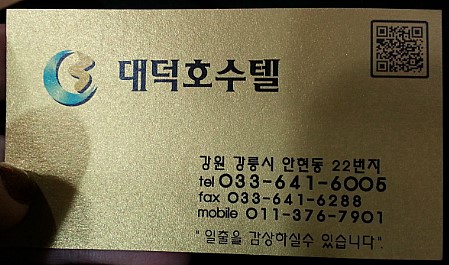 대덕호수텔
강원 강릉시 안현동 22번지
tel 033-641-6005
fax 033-641-6288
mobile 011-376-7901
"일출을 감상하실수 있습니다".